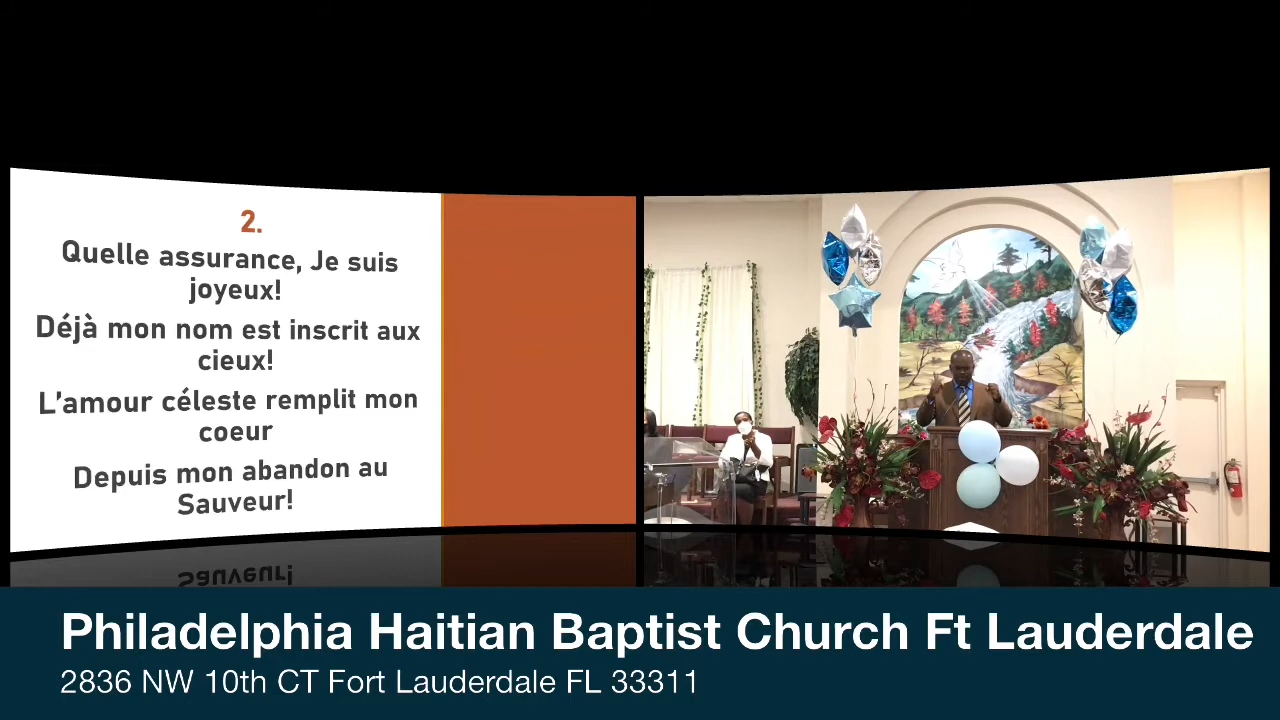 2.
Quelle assurance, Je suis
joyeux!
Déjà mon nom est inscrit aux
cieux!
L'amour céleste remplit mon
coeur
Depuis mon abandon au
Sauveur!
Philadelphia Haitian Baptist Church Ft Lauderdale
2836 NW 10th CT Fort Lauderdale FL 33311